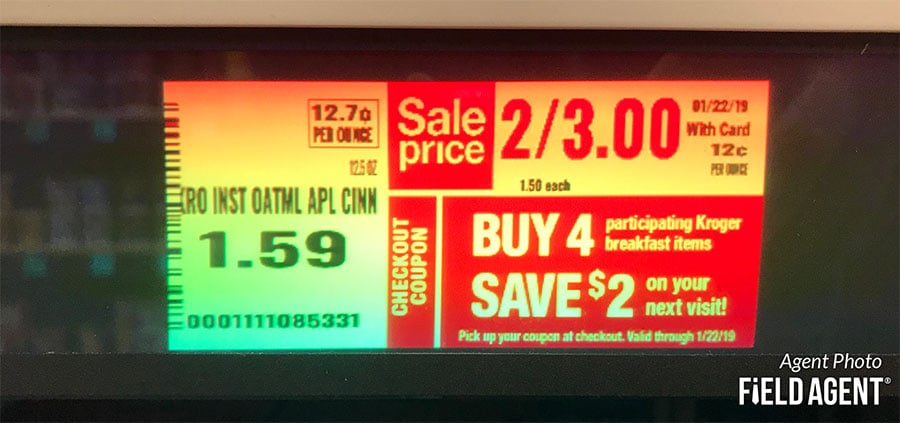 12.7¢
PER OUNCE
12.5 OZ
KRO INST OATML APL CINN
1.59
0001111085331
Sale
price
2/3.00
1.50 each
01/22/19
With Card
12c
PER OUNCE
CHECKOUT
COUPON
BUY 4 participating Kroger
breakfast items
SAVE $2 on your
next visit!
Pick up your coupon at checkout. Valid through 1/22/19
Agent Photo
FiELD AGENT®